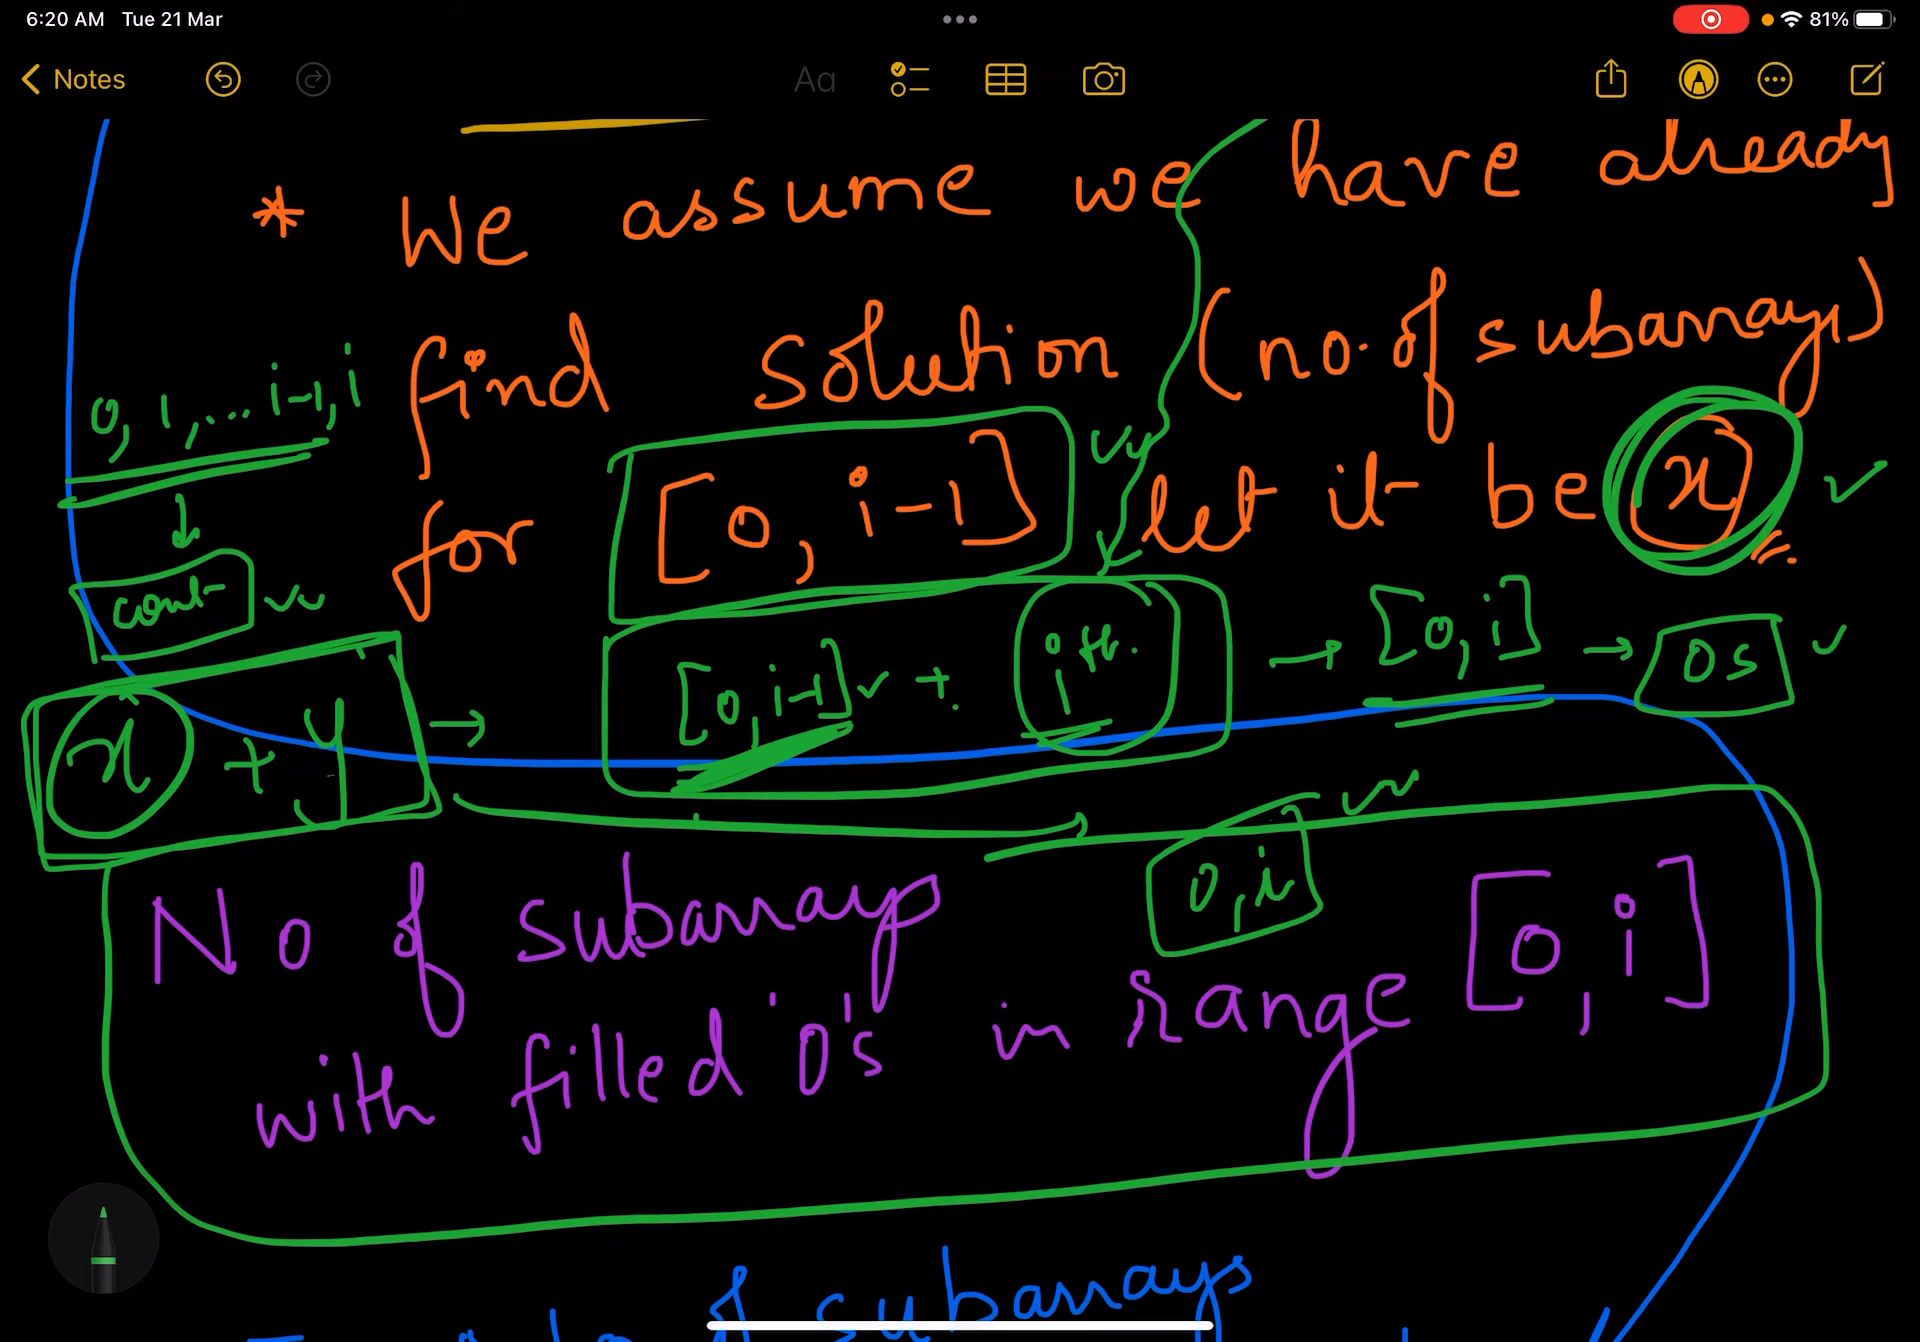 6:20 AM Tue 21 Mar
81%
Notes
Aa
* We assume we have already
find solution (no. of subarrays)
0, 1, ... i-1, i
for [0, i-1] let it be x
count
x + y → [0, i-1] + ith. → [0, i] → 0s
0, i
No of subarrays
with filled '0's in range [0, i]
of subarrays